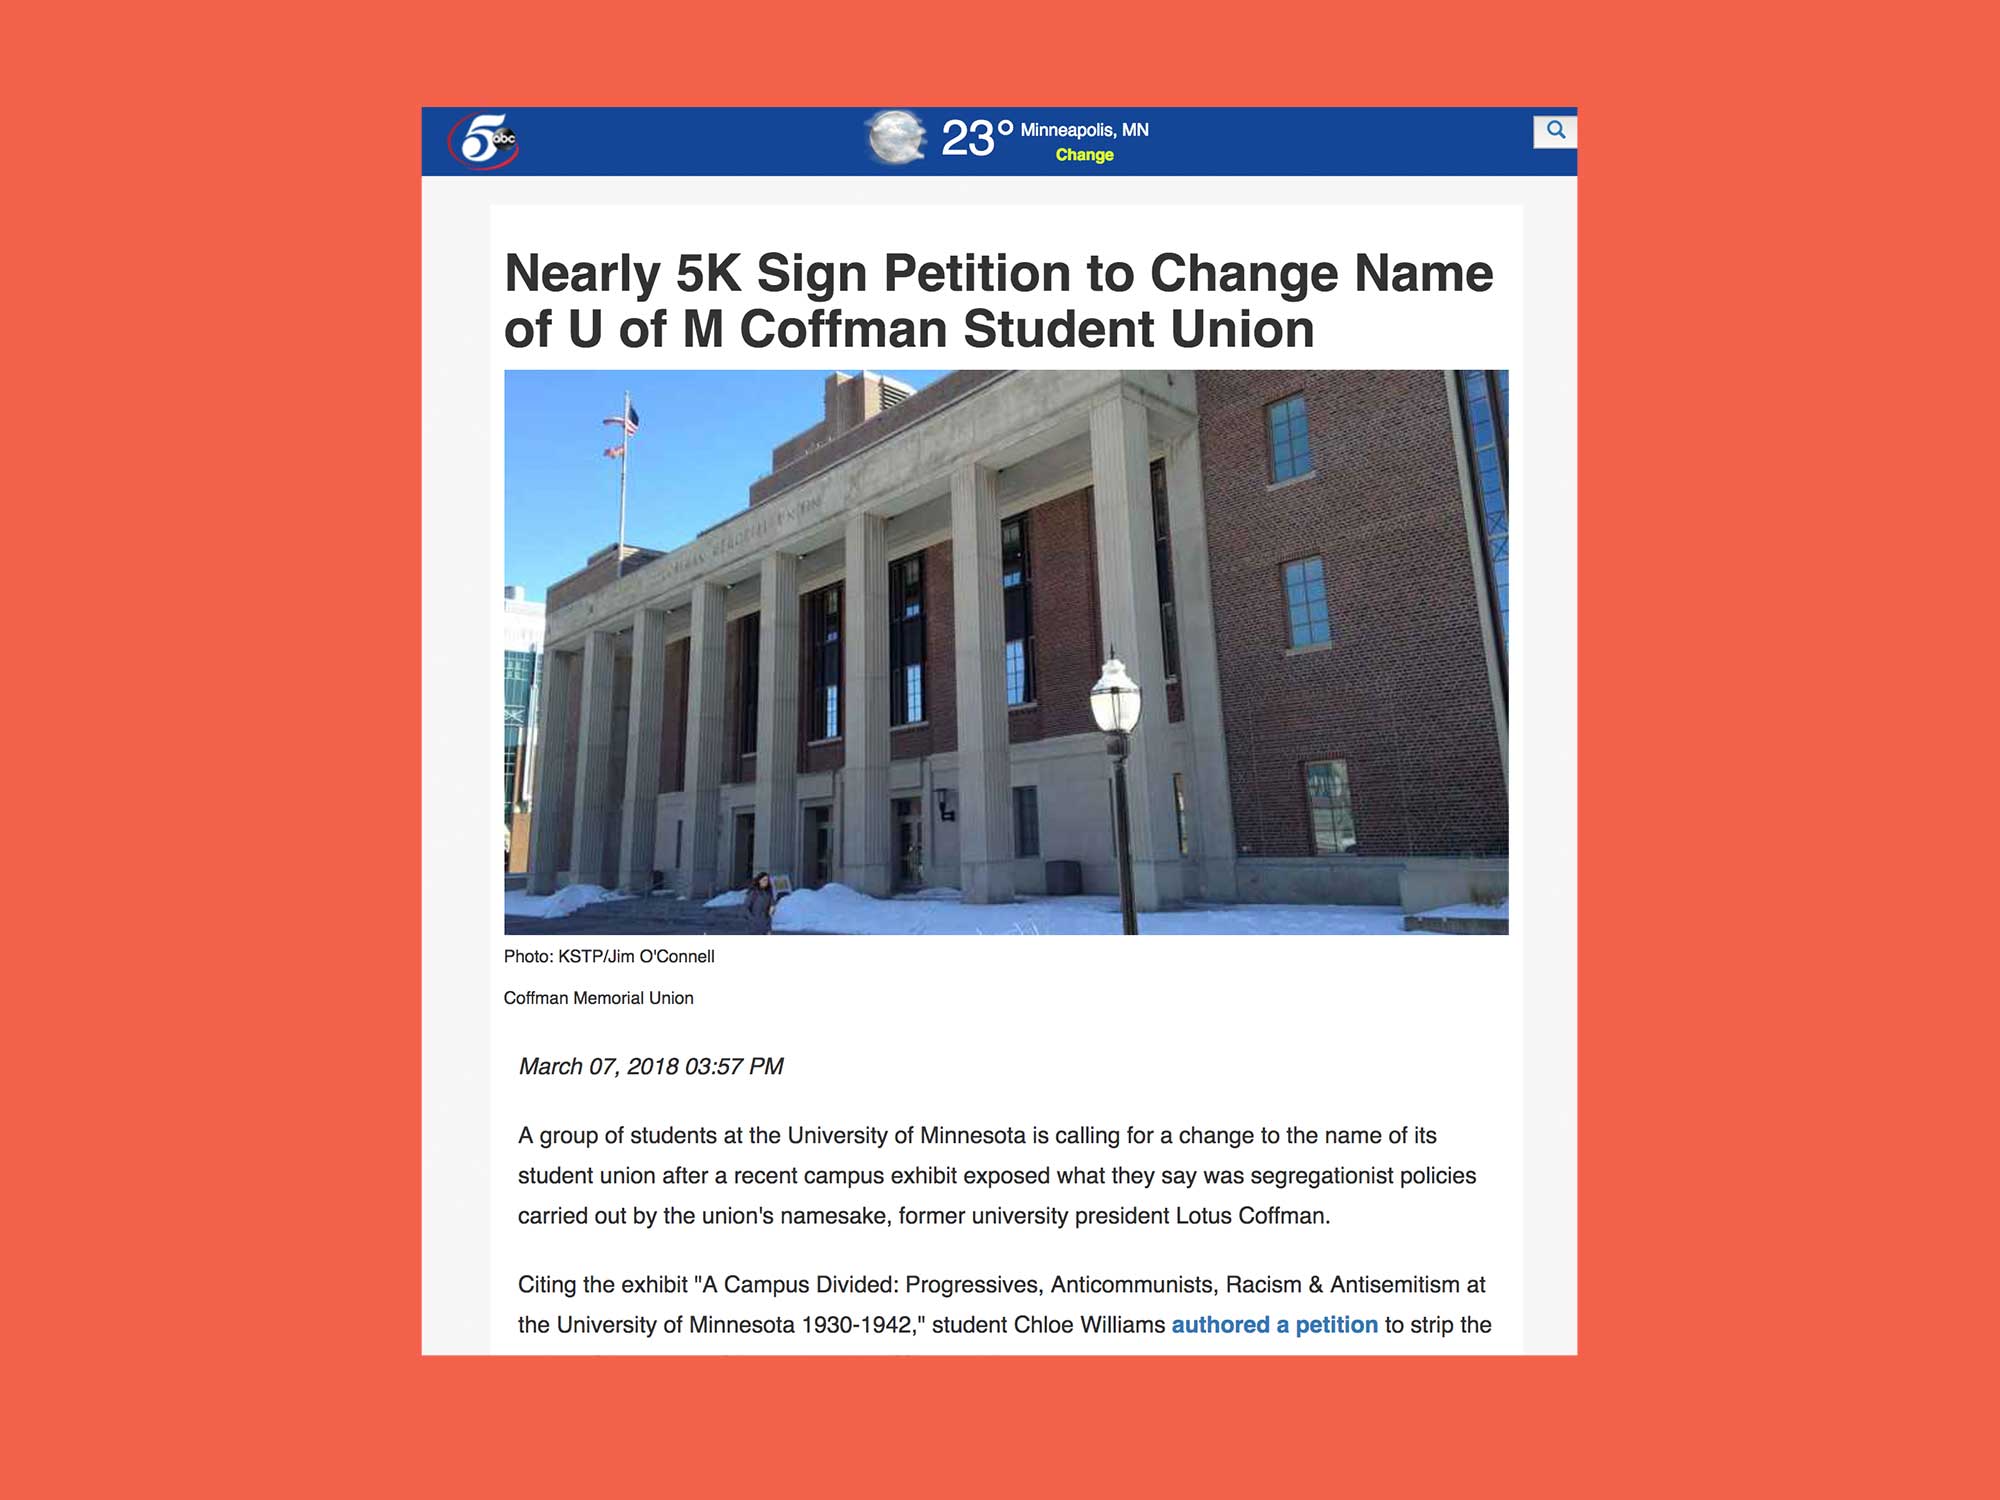 5 abc
23° Minneapolis, MN
Change
Nearly 5K Sign Petition to Change Name
of U of M Coffman Student Union
COFFMAN MEMORIAL UNION
Photo: KSTP/Jim O'Connell
Coffman Memorial Union
March 07, 2018 03:57 PM
A group of students at the University of Minnesota is calling for a change to the name of its
student union after a recent campus exhibit exposed what they say was segregationist policies
carried out by the union's namesake, former university president Lotus Coffman.
Citing the exhibit "A Campus Divided: Progressives, Anticommunists, Racism & Antisemitism at
the University of Minnesota 1930-1942," student Chloe Williams authored a petition to strip the